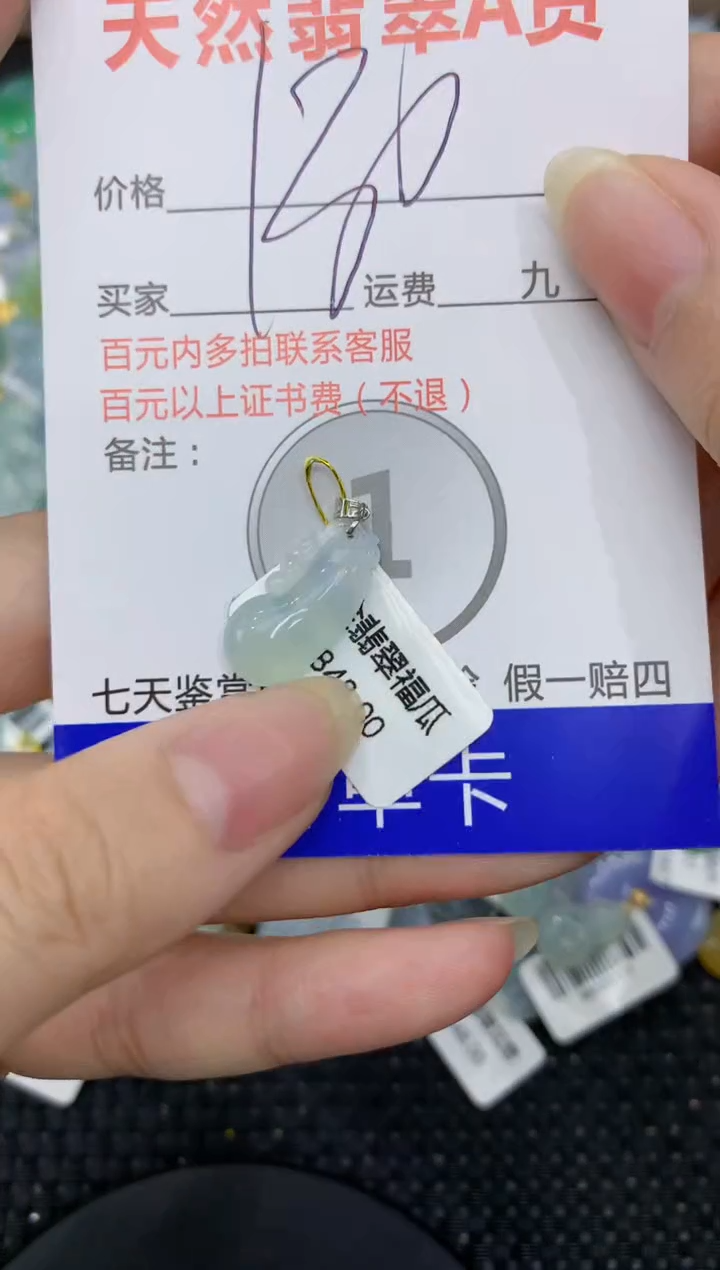 天然翡翠A货
价格
买家 运费 九
百元内多拍联系客服
百元以上证书费（不退）
备注：
1
翡翠福瓜
七天鉴赏 假一赔四
卡